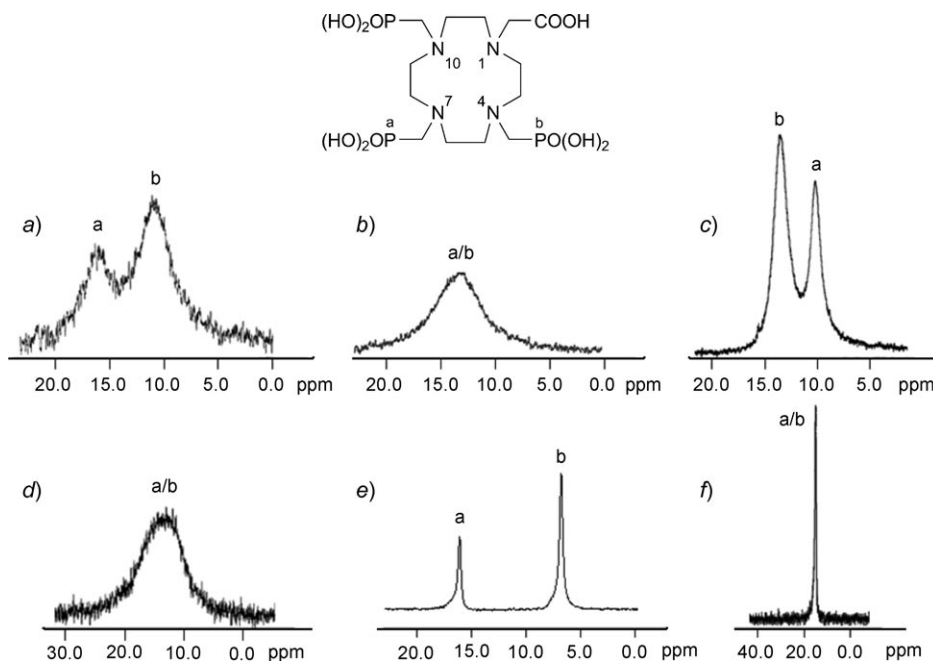 (HO)₂OP
COOH
N
N
10
1
7
4
N
N
a
b
(HO)₂OP
PO(OH)₂
a)
a
b
20.0 15.0 10.0 5.0 0.0 ppm
b)
a/b
20.0 15.0 10.0 5.0 0.0 ppm
c)
b
a
20.0 15.0 10.0 5.0 ppm
d)
a/b
30.0 20.0 10.0 0.0 ppm
e)
a
b
20.0 15.0 10.0 5.0 0.0 ppm
f)
a/b
40.0 20.0 0.0 ppm